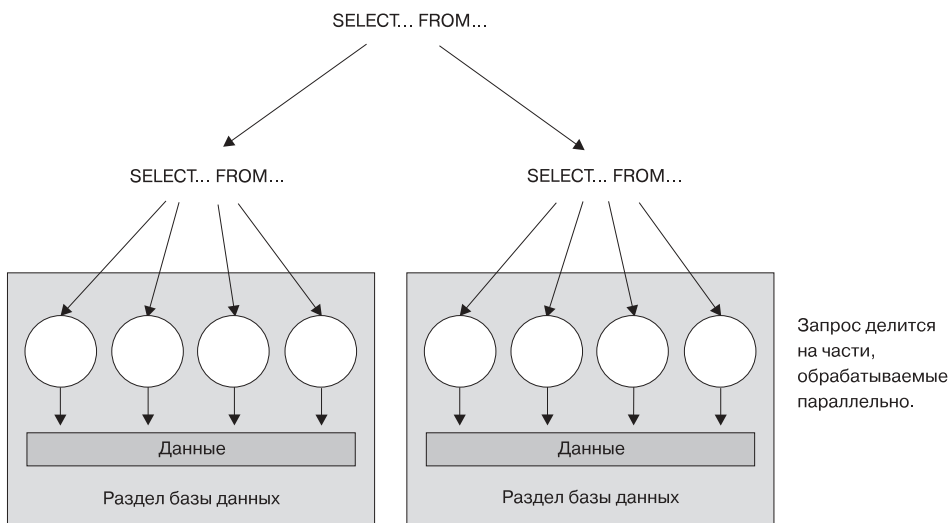 SELECT... FROM...
SELECT... FROM...
SELECT... FROM...
Данные
Раздел базы данных
Данные
Раздел базы данных
Запрос делится
на части,
обрабатываемые
параллельно.